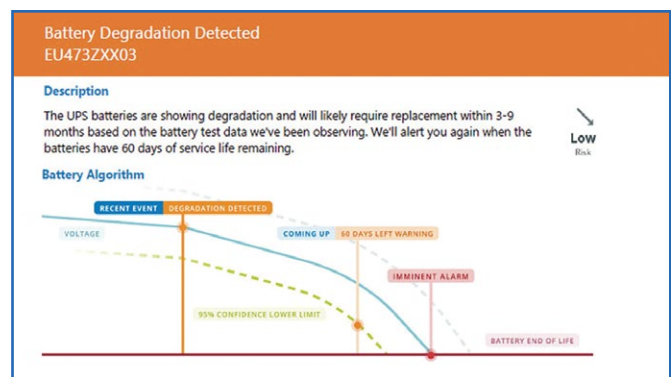 Battery Degradation Detected
EU473ZXX03
Description
The UPS batteries are showing degradation and will likely require replacement within 3-9
months based on the battery test data we've been observing. We'll alert you again when the
batteries have 60 days of service life remaining.
Low
Risk
Battery Algorithm
RECENT EVENT DEGRADATION DETECTED
VOLTAGE
COMING UP 60 DAYS LEFT WARNING
IMMINENT ALARM
95% CONFIDENCE LOWER LIMIT
BATTERY END OF LIFE